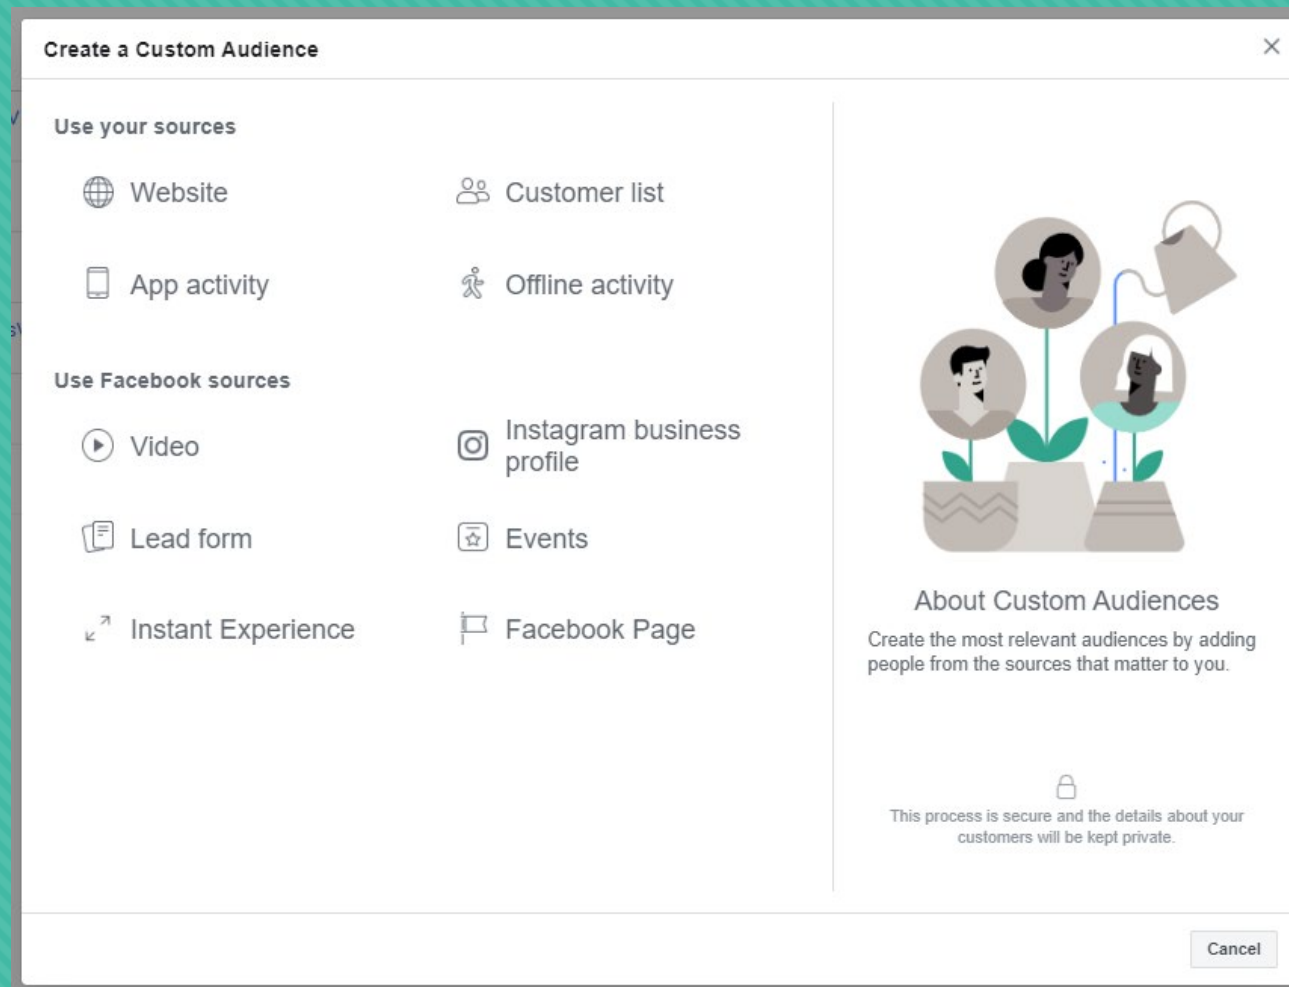 Create a Custom Audience
Use your sources
Website
Customer list
App activity
Offline activity
Use Facebook sources
Video
Instagram business
profile
Lead form
Events
Instant Experience
Facebook Page
About Custom Audiences
Create the most relevant audiences by adding
people from the sources that matter to you.
This process is secure and the details about your
customers will be kept private.
Cancel